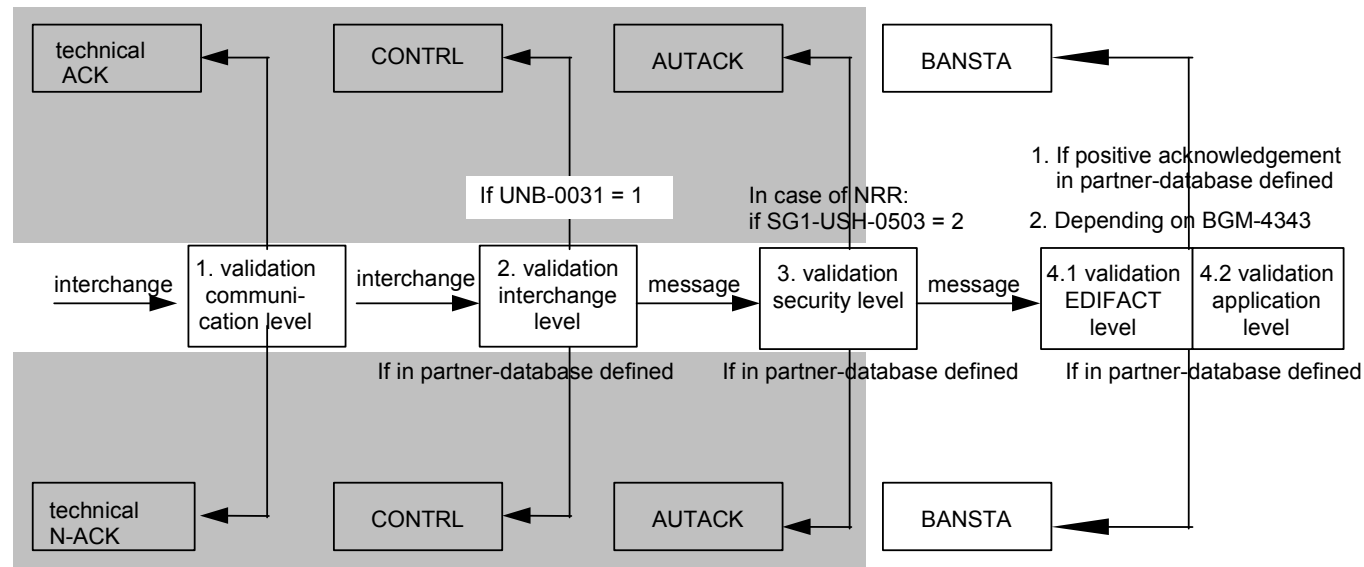 technical
ACK
CONTRL
AUTACK
BANSTA
1. If positive acknowledgement
in partner-database defined
If UNB-0031 = 1
In case of NRR:
if SG1-USH-0503 = 2
2. Depending on BGM-4343
interchange
1. validation
communi-
cation level
interchange
2. validation
interchange
level
message
3. validation
security level
message
4.1 validation
EDIFACT
level
4.2 validation
application
level
If in partner-database defined
If in partner-database defined
If in partner-database defined
technical
N-ACK
CONTRL
AUTACK
BANSTA